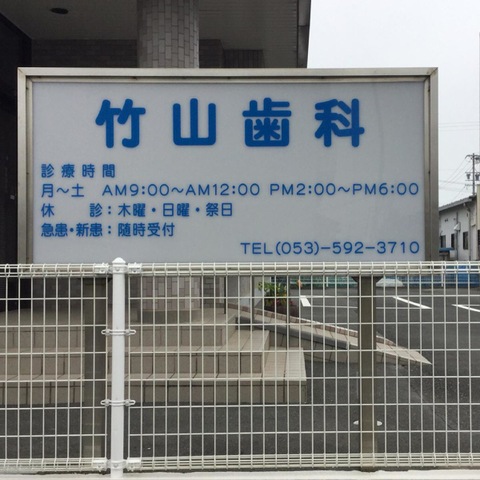 竹山歯科
診療時間
月～土 AM9:00～AM12:00 PM2:00～PM6:00
休 診:木曜・日曜・祭日
急患・新患:随時受付
TEL(053)-592-3710